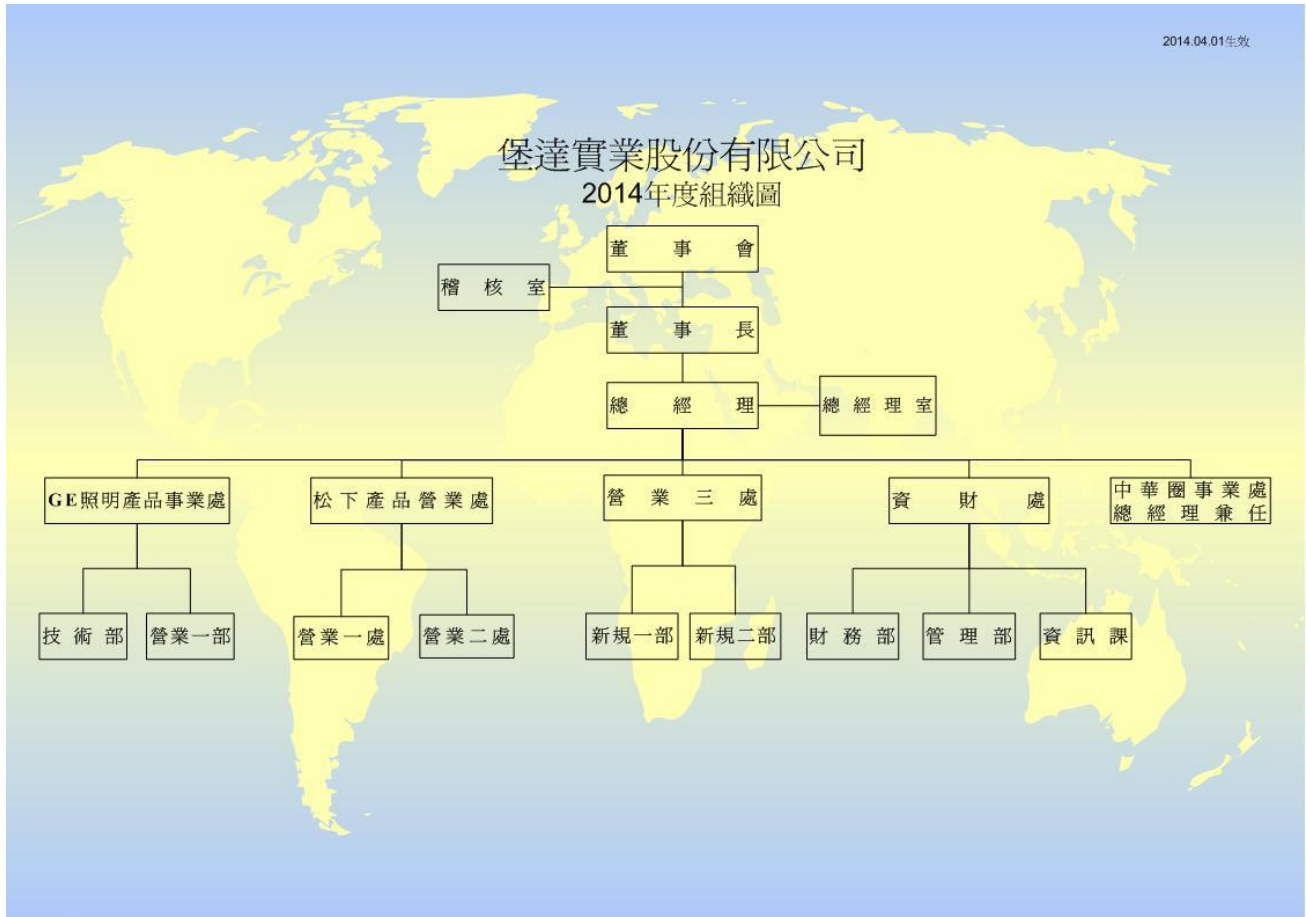 2014.04.01生效
堡達實業股份有限公司
2014年度組織圖
董事會
稽核室
董事長
總經理
總經理室
GE照明產品事業處
松下產品營業處
營業三處
資財處
中華圈事業處
總經理兼任
技術部
營業一部
營業一處
營業二處
新規一部
新規二部
財務部
管理部
資訊課